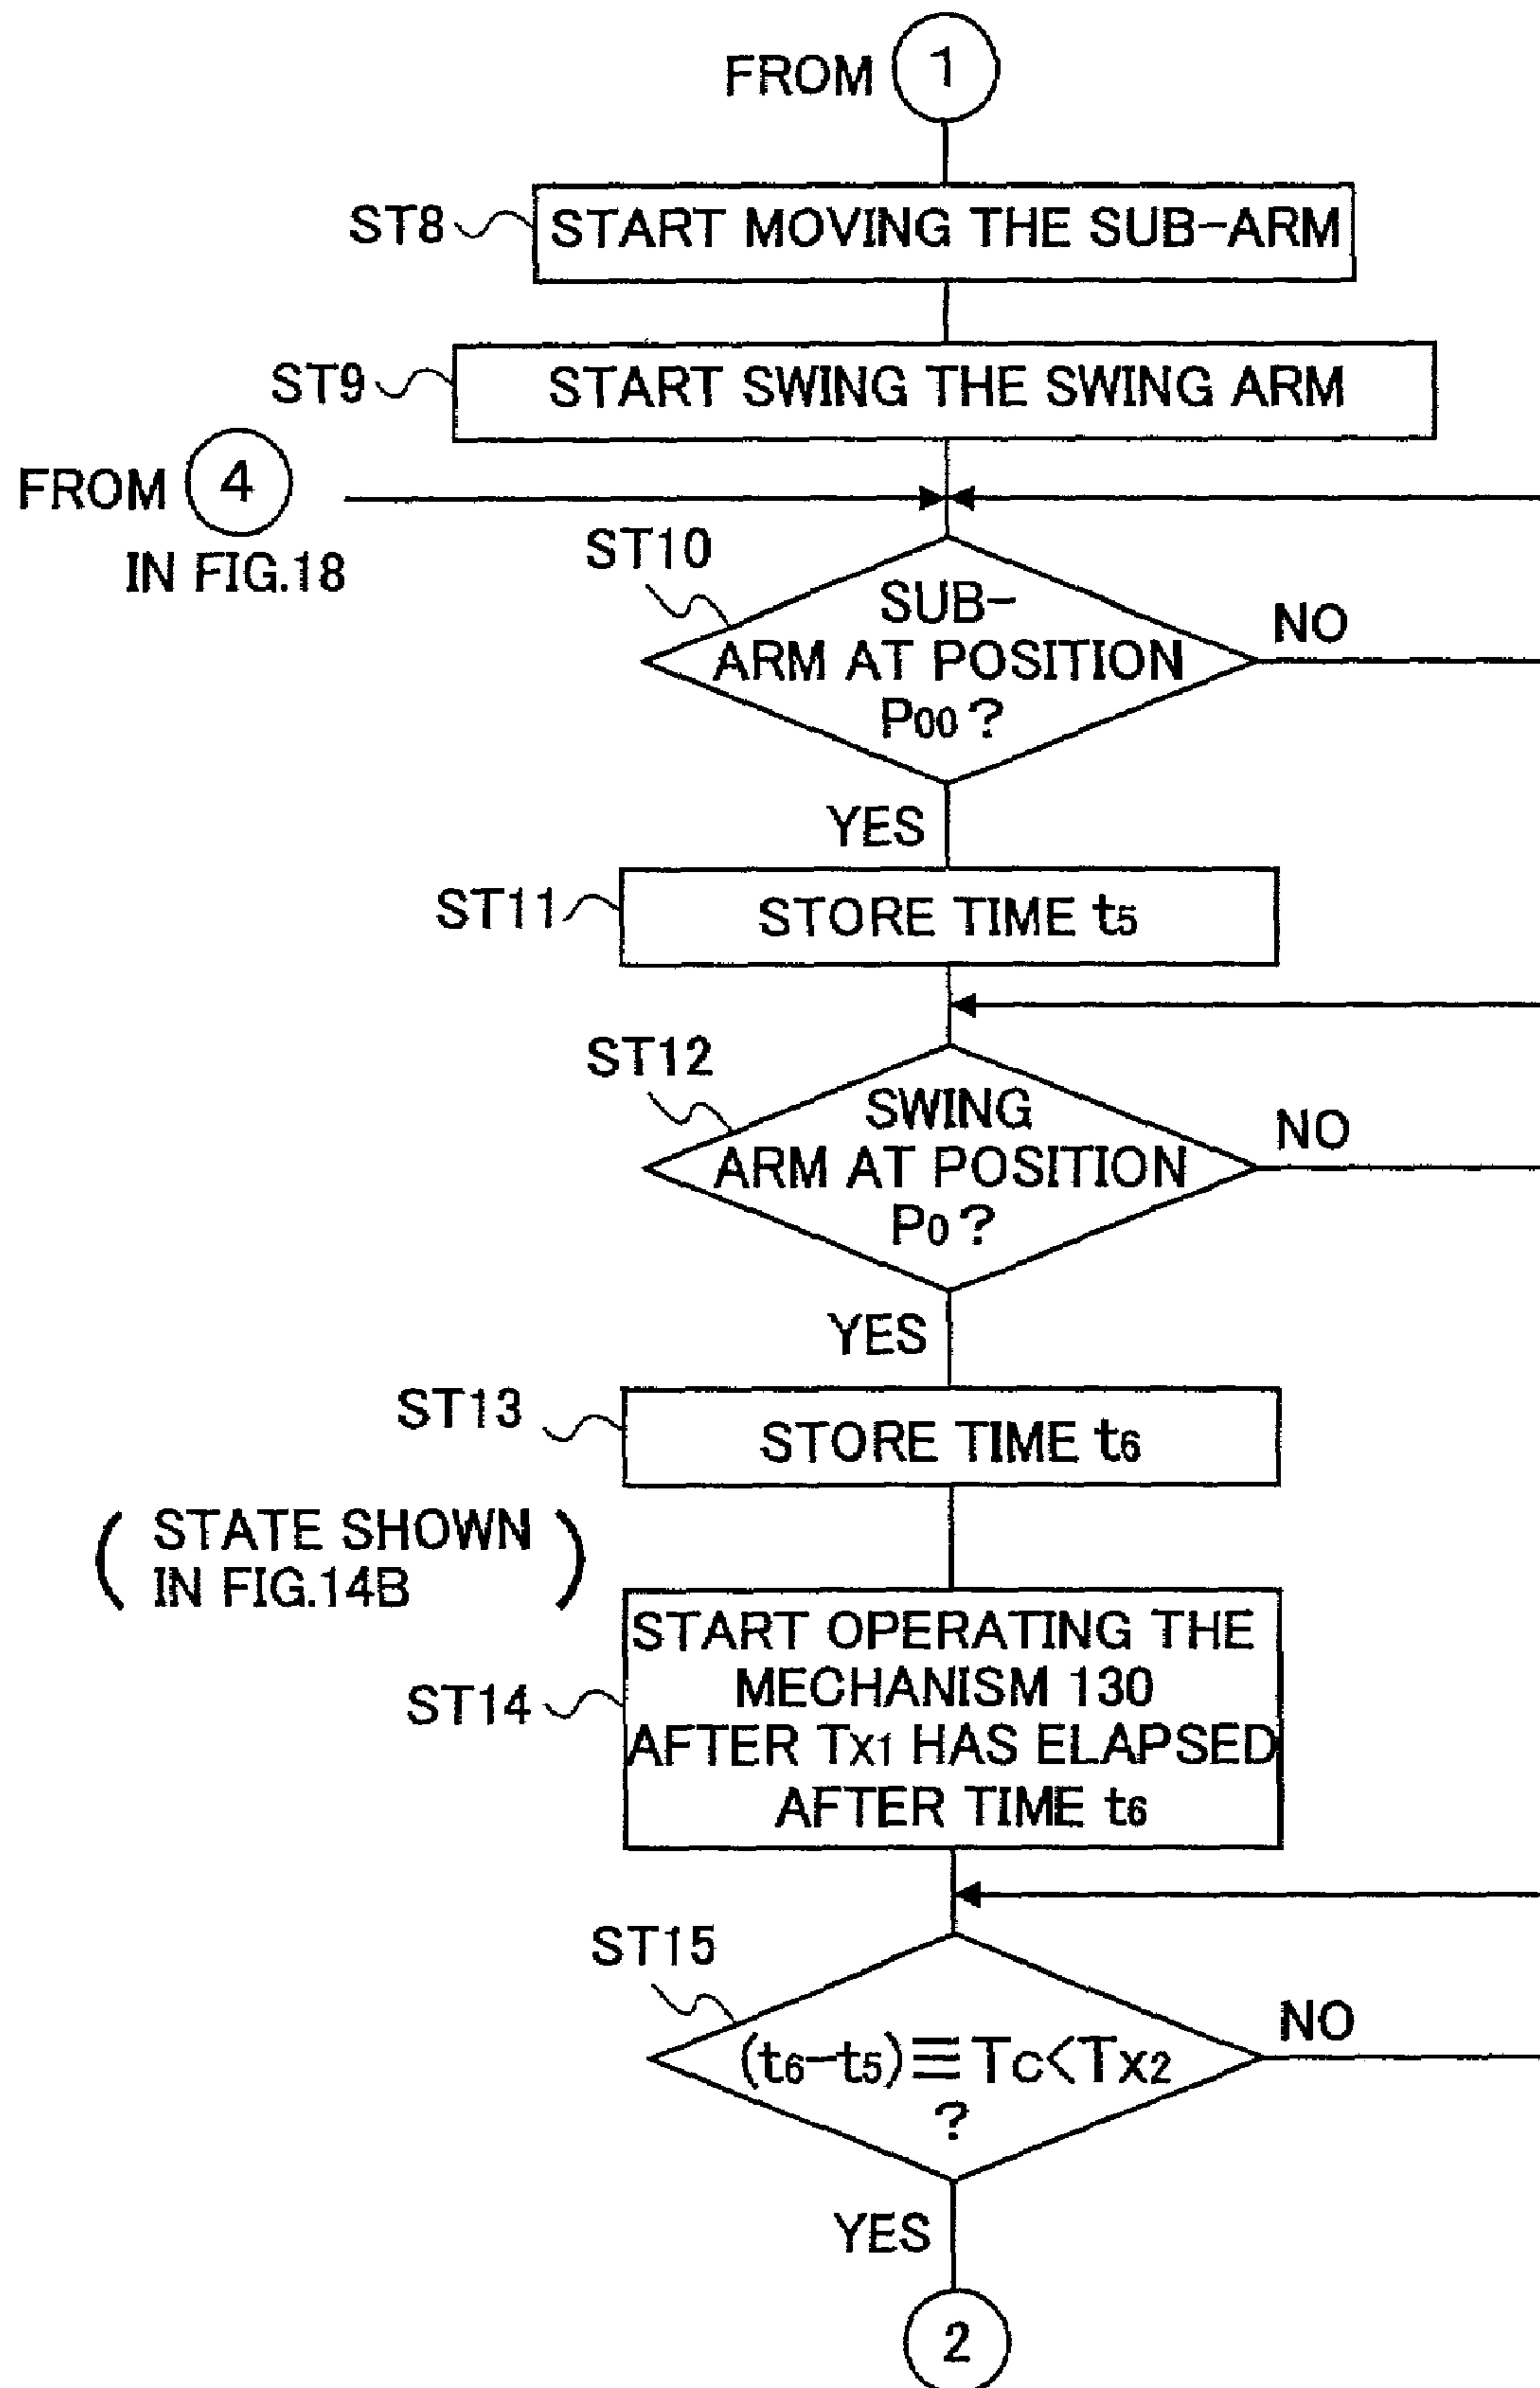 FROM 1
ST8
START MOVING THE SUB-ARM
ST9
START SWING THE SWING ARM
FROM 4
IN FIG.18
ST10
SUB-
ARM AT POSITION
P00?
NO
YES
ST11
STORE TIME t5
ST12
SWING
ARM AT POSITION
P0?
NO
YES
ST13
STORE TIME t6
( STATE SHOWN
IN FIG.14B )
ST14
START OPERATING THE
MECHANISM 130
AFTER TX1 HAS ELAPSED
AFTER TIME t6
ST15
(t6-t5)≡TC<TX2
?
NO
YES
2